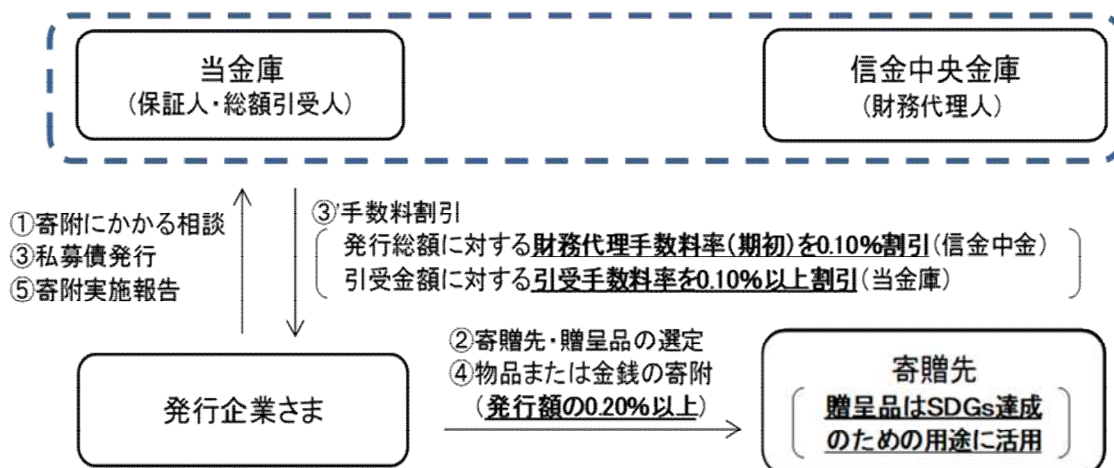 当金庫
（保証人・総額引受人）
信金中央金庫
（財務代理人）
①寄附にかかる相談
③私募債発行
⑤寄附実施報告
③’手数料割引
発行総額に対する財務代理手数料率（期初）を0.10％割引（信金中金）
引受金額に対する引受手数料率を0.10％以上割引（当金庫）
②寄贈先・贈呈品の選定
④物品または金銭の寄附
（発行額の0.20％以上）
発行企業さま
寄贈先
贈呈品はSDGs達成
のための用途に活用